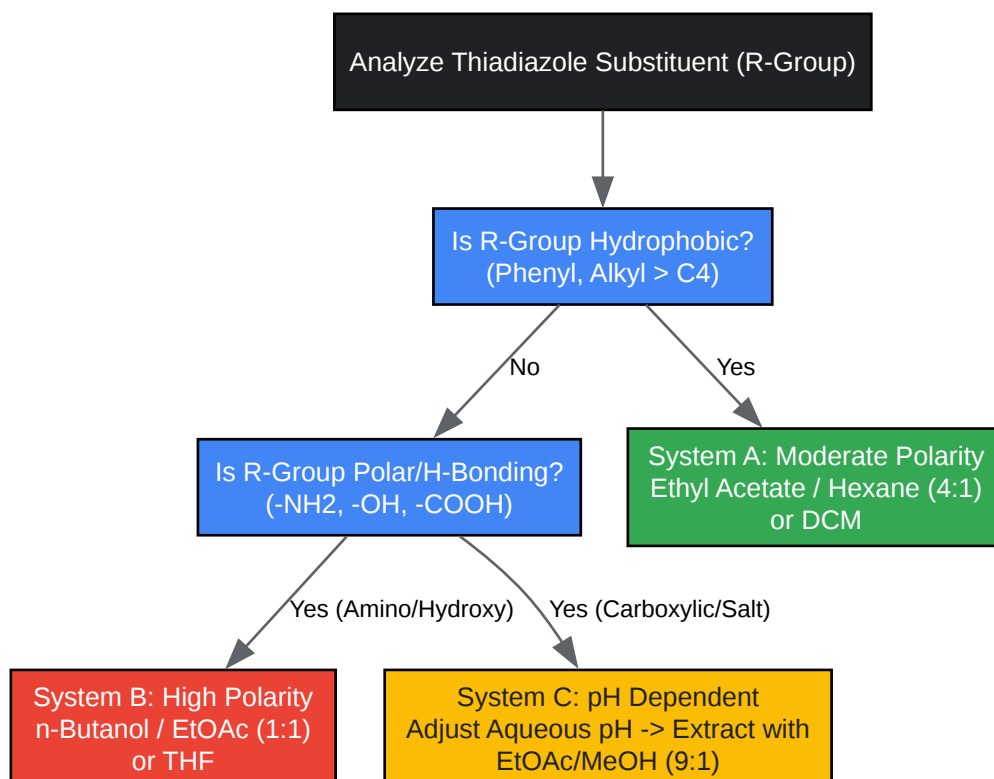 Analyze Thiadiazole Substituent (R-Group)
Is R-Group Hydrophobic?
(Phenyl, Alkyl > C4)
No
Yes
Is R-Group Polar/H-Bonding?
(-NH2, -OH, -COOH)
System A: Moderate Polarity
Ethyl Acetate / Hexane (4:1)
or DCM
Yes (Amino/Hydroxy)
Yes (Carboxylic/Salt)
System B: High Polarity
n-Butanol / EtOAc (1:1)
or THF
System C: pH Dependent
Adjust Aqueous pH -> Extract with
EtOAc/MeOH (9:1)